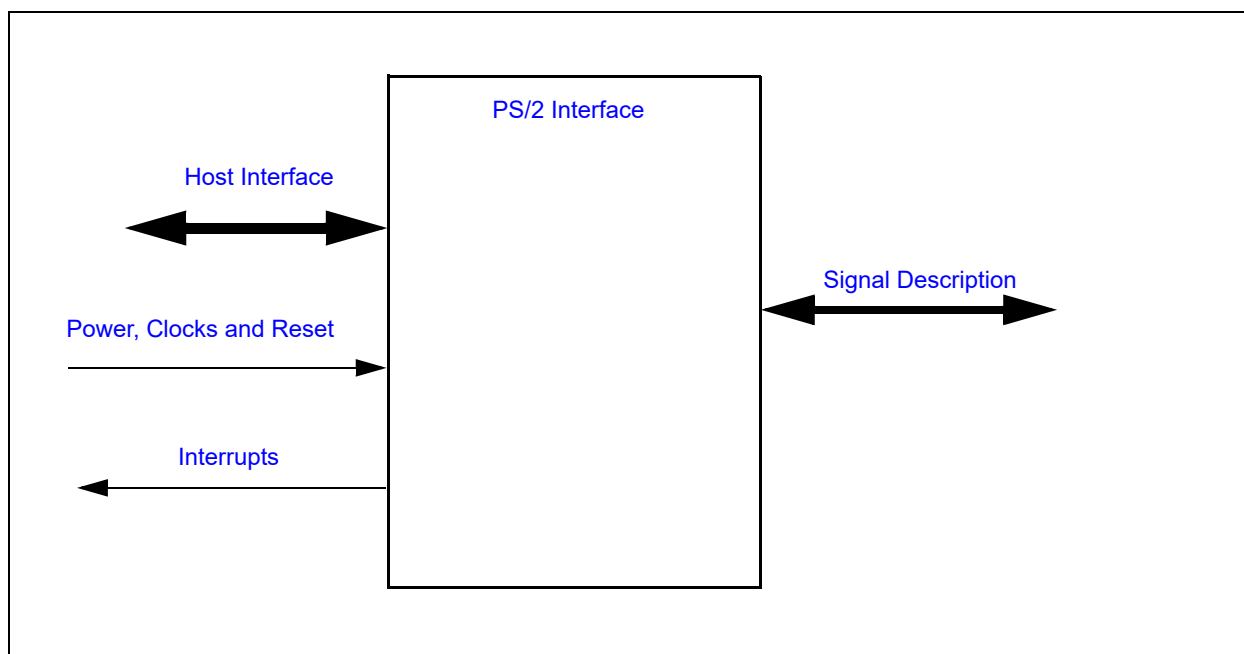 PS/2 Interface
Host Interface
Signal Description
Power, Clocks and Reset
Interrupts